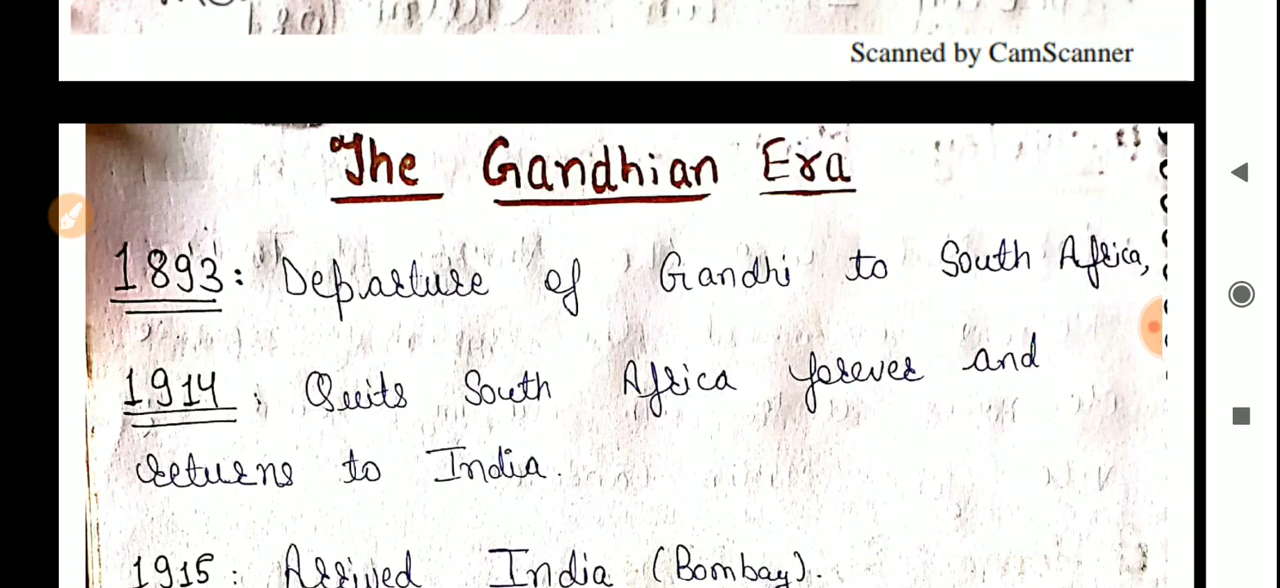 Scanned by CamScanner
The Gandhian Era
1893: Departure of Gandhi to South Africa,
1914: Quits South Africa forever and
returns to India.
1915: Arrived India (Bombay).